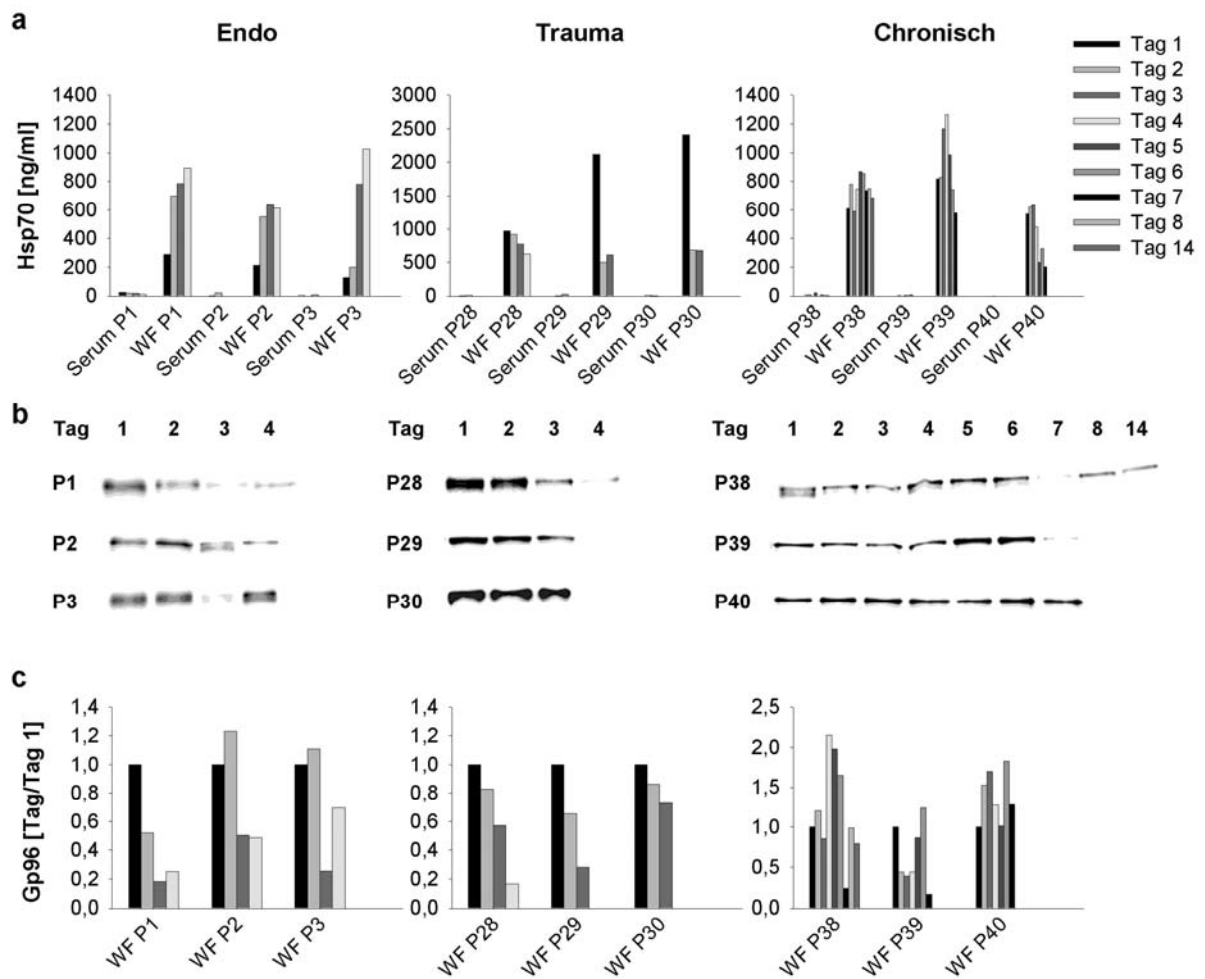 a
Endo
Trauma
Chronisch
Tag 1
Tag 2
Tag 3
Tag 4
Tag 5
Tag 6
Tag 7
Tag 8
Tag 14
Hsp70 [ng/ml]
1400
1200
1000
800
600
400
200
0
Serum P1
WF P1
Serum P2
WF P2
Serum P3
WF P3
3000
2500
2000
1500
1000
500
0
Serum P28
WF P28
Serum P29
WF P29
Serum P30
WF P30
1400
1200
1000
800
600
400
200
0
Serum P38
WF P38
Serum P39
WF P39
Serum P40
WF P40
b
Tag 1 2 3 4
P1
P2
P3
Tag 1 2 3 4
P28
P29
P30
Tag 1 2 3 4 5 6 7 8 14
P38
P39
P40
c
Gp96 [Tag/Tag 1]
1,4
1,2
1,0
0,8
0,6
0,4
0,2
0,0
WF P1
WF P2
WF P3
1,4
1,2
1,0
0,8
0,6
0,4
0,2
0,0
WF P28
WF P29
WF P30
2,5
2,0
1,5
1,0
0,5
0,0
WF P38
WF P39
WF P40